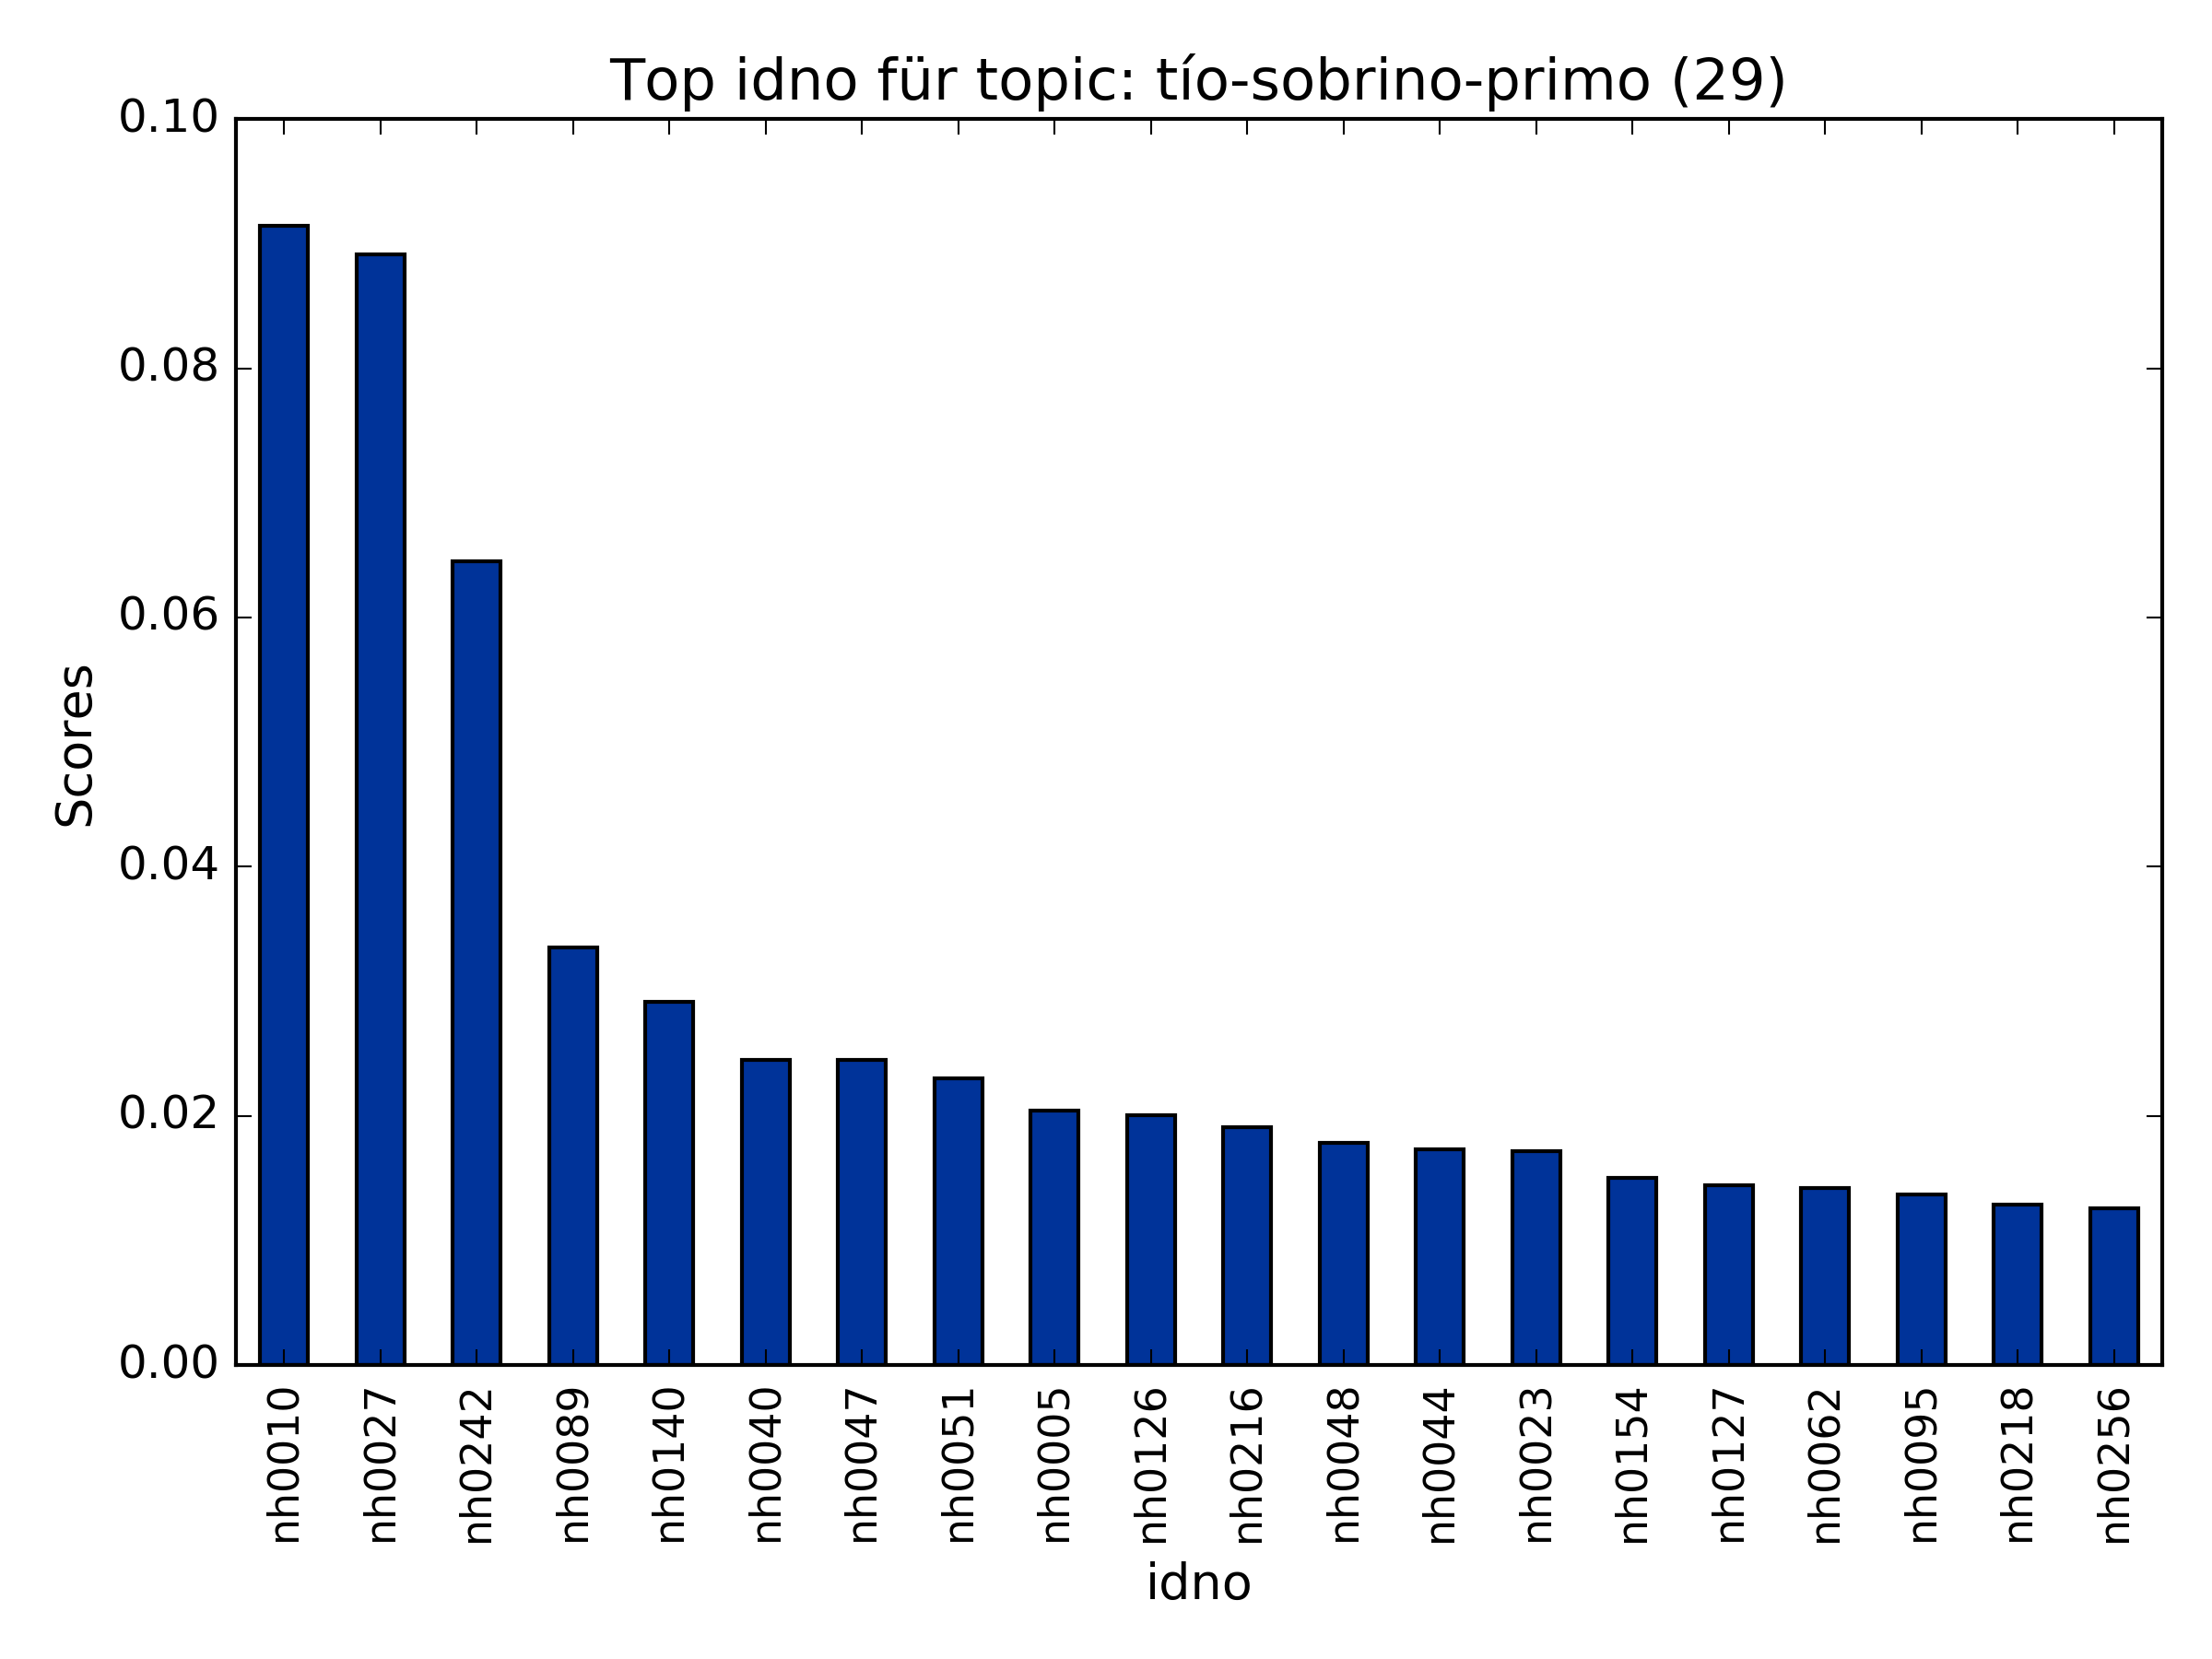 Top idno für topic: tío-sobrino-primo (29)
0.10
0.08
0.06
0.04
0.02
0.00
Scores
nh0010
nh0027
nh0242
nh0089
nh0140
nh0040
nh0047
nh0051
nh0005
nh0126
nh0216
nh0048
nh0044
nh0023
nh0154
nh0127
nh0062
nh0095
nh0218
nh0256
idno